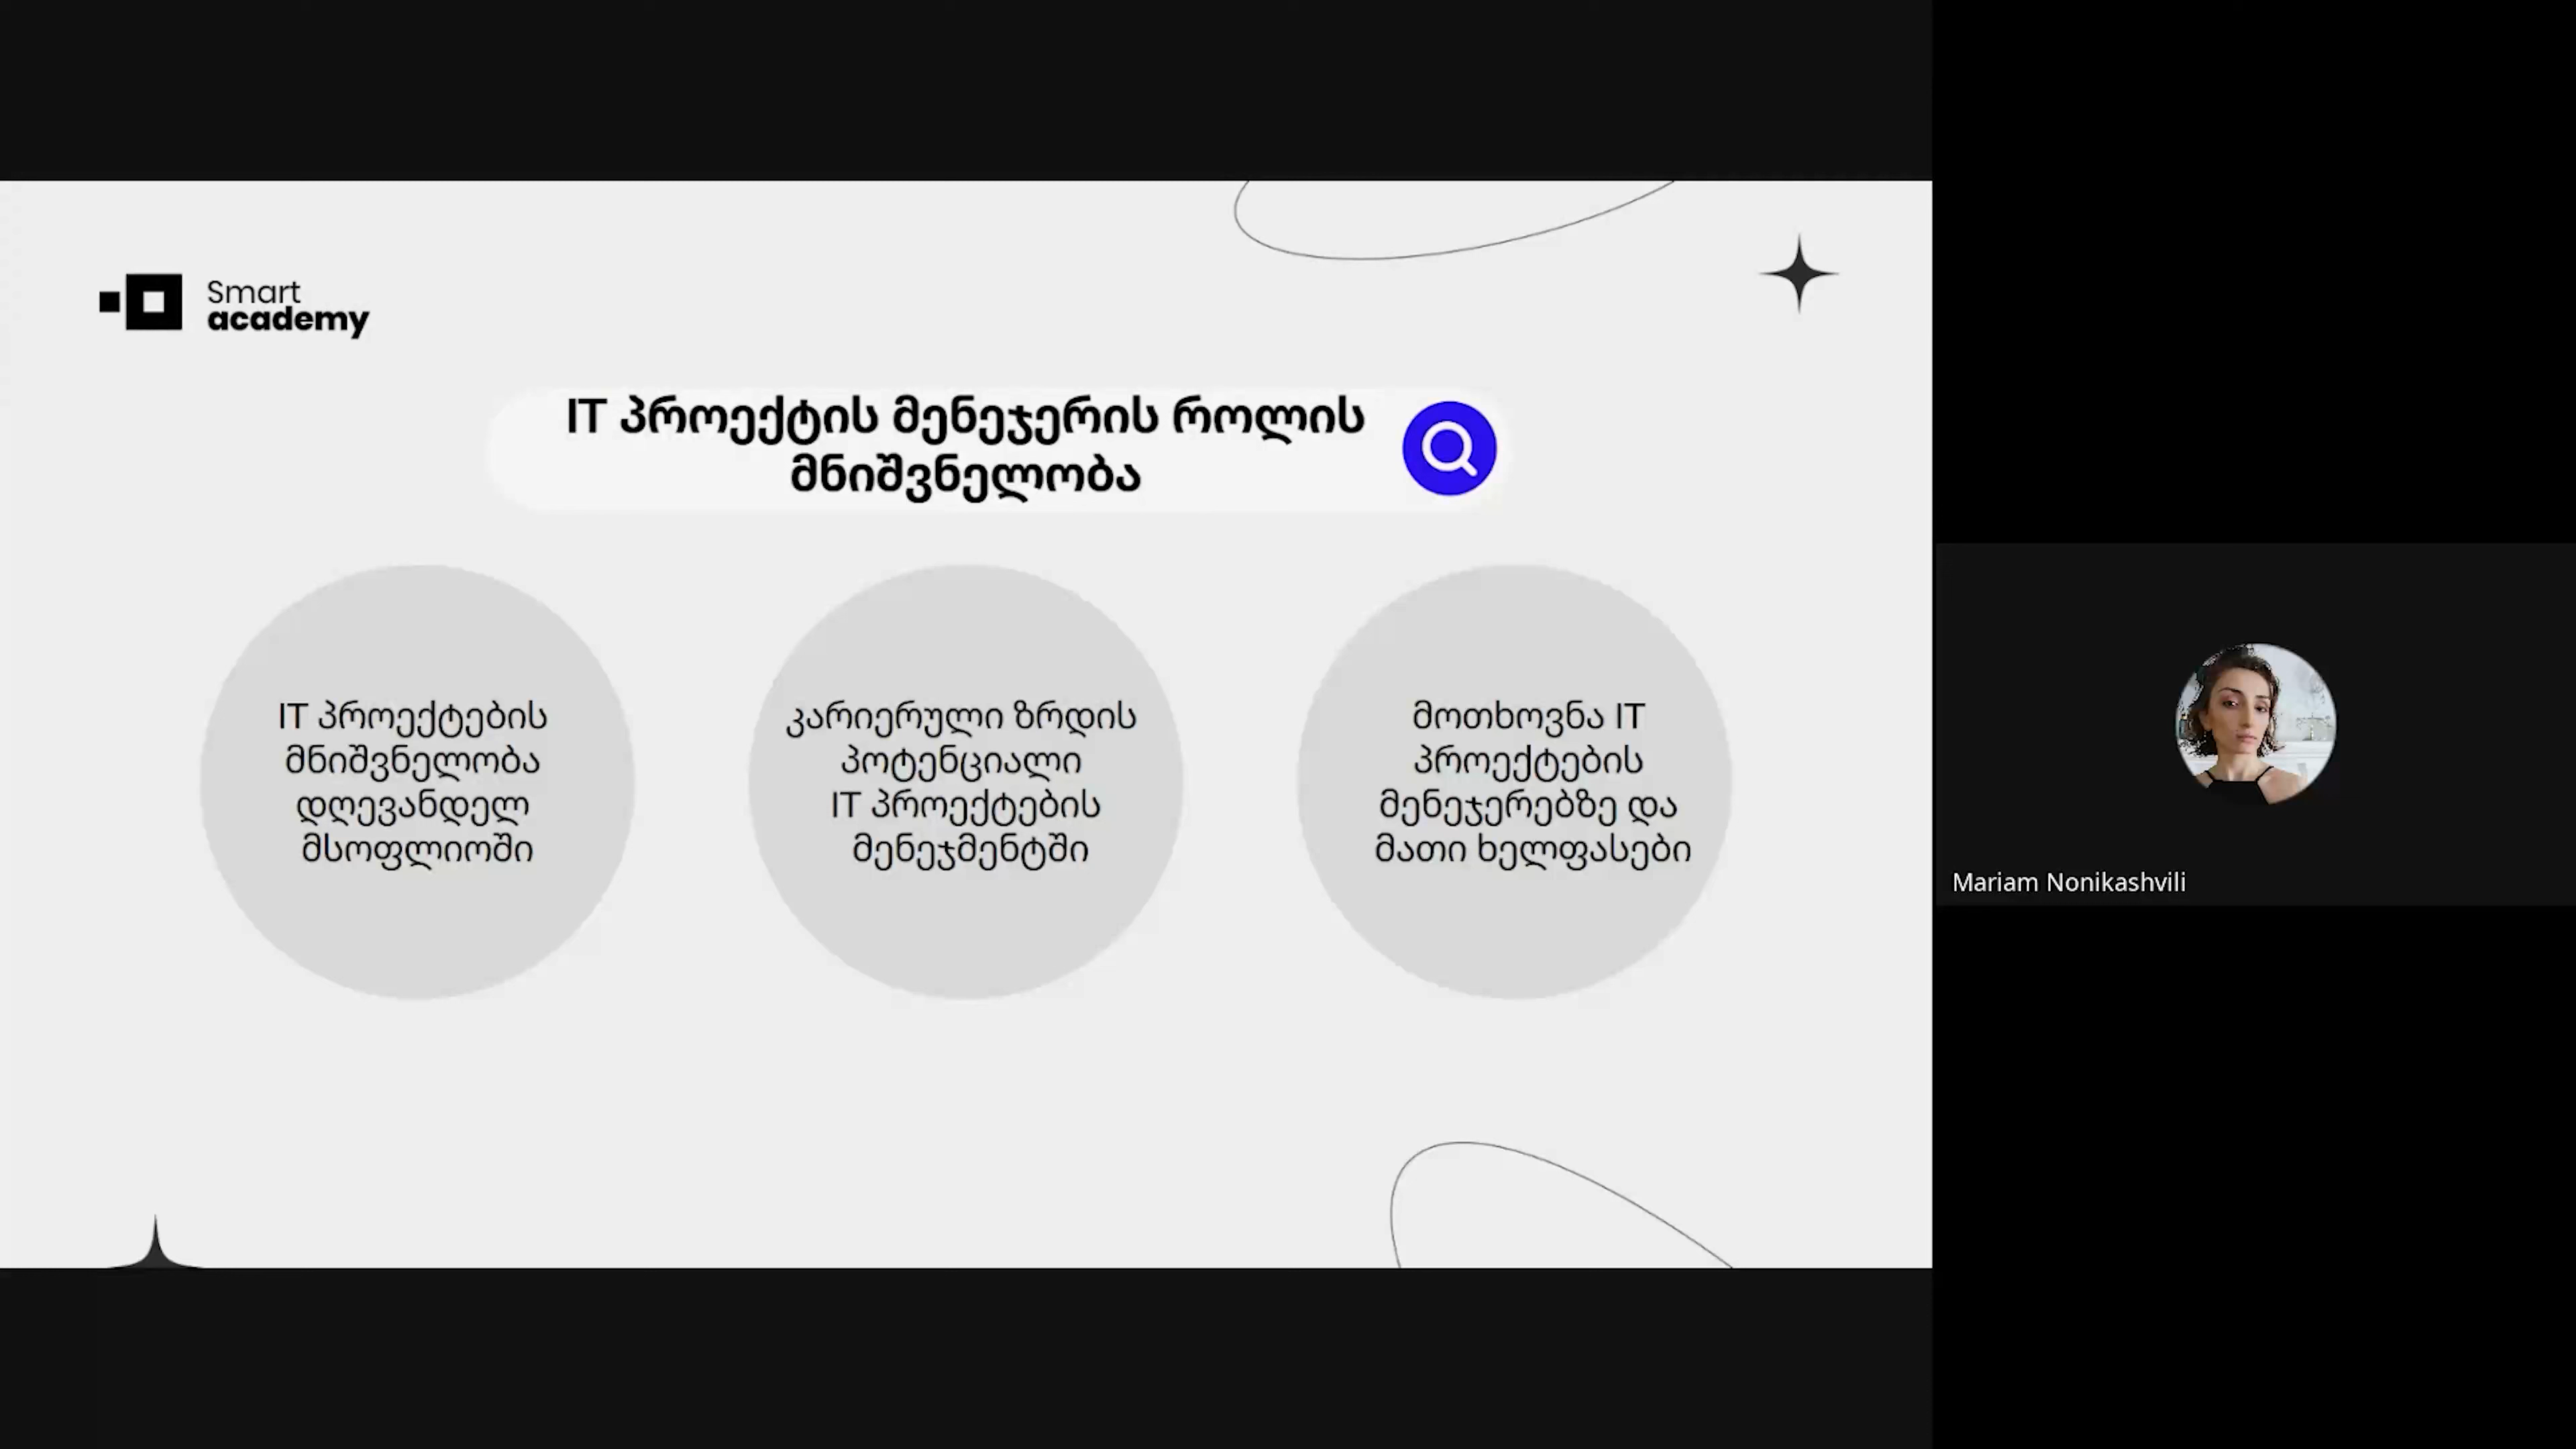 Smart
academy
IT პროექტის მენეჯერის როლის
მნიშვნელობა
IT პროექტების
მნიშვნელობა
დღევანდელ
მსოფლიოში
კარიერული ზრდის
პოტენციალი
IT პროექტების
მენეჯმენტში
მოთხოვნა IT
პროექტების
მენეჯერებზე და
მათი ხელფასები
Mariam Nonikashvili